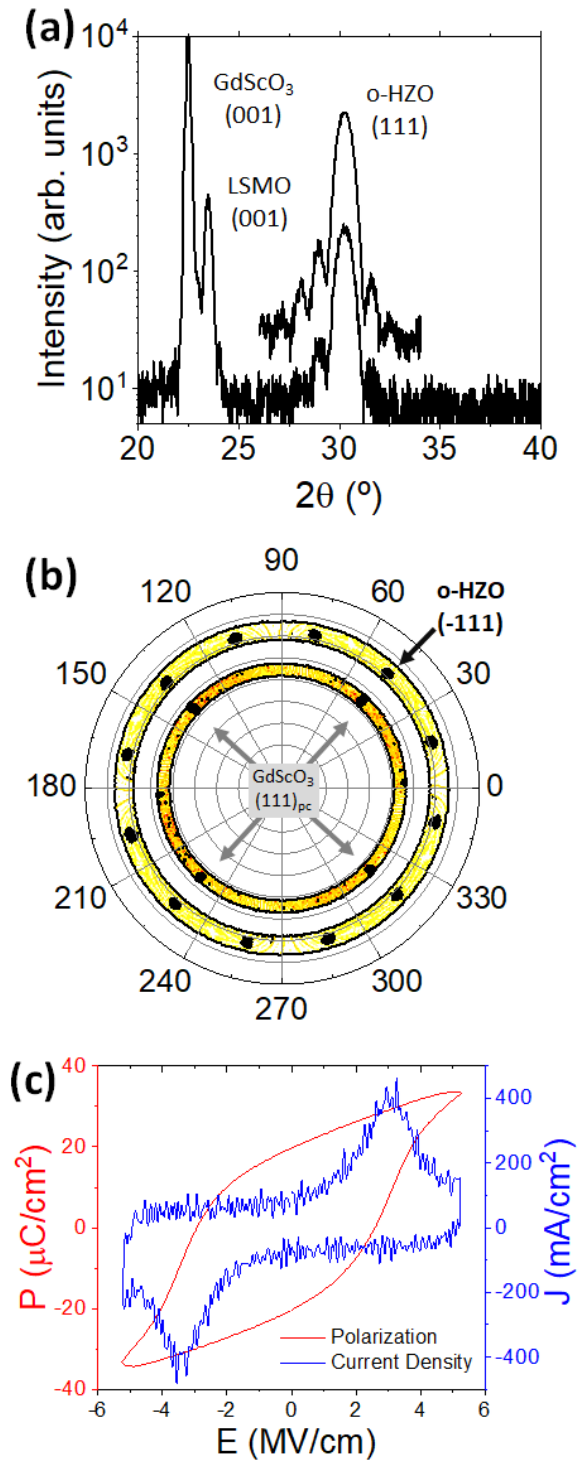 (a)
10⁴
10³
10²
10¹
Intensity (arb. units)
GdScO₃
(001)
LSMO
(001)
o-HZO
(111)
20 25 30 35 40
2θ (º)
(b)
90
120 60
o-HZO
(-111)
150 30
180 0
GdScO₃
(111)pc
210 330
240 300
270
(c)
40
20
0
-20
-40
P (μC/cm²)
400
200
0
-200
-400
J (mA/cm²)
Polarization
Current Density
-6 -4 -2 0 2 4 6
E (MV/cm)